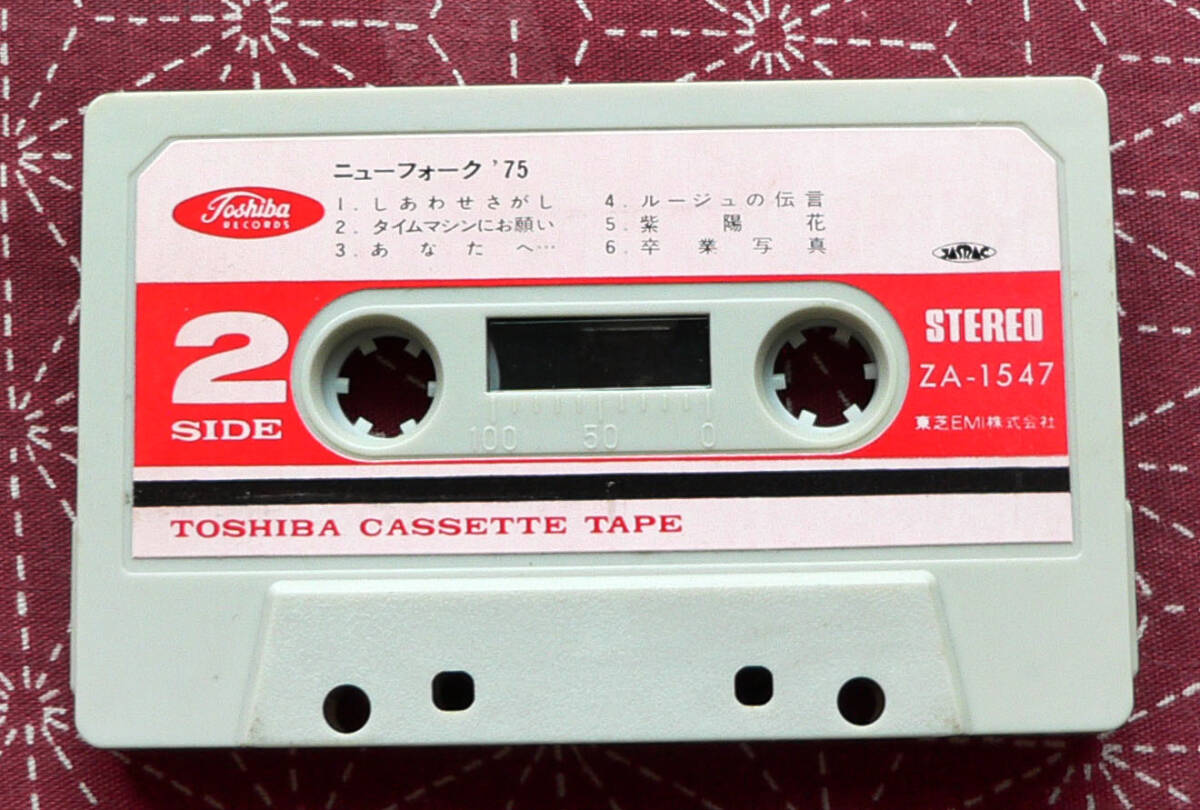 ニューフォーク '75
Toshiba
RECORDS
1. しあわせさがし
2. タイムマシンにお願い
3. あなたへ…
4. ルージュの伝言
5. 紫陽花
6. 卒業写真
JASRAC
2
SIDE
STEREO
ZA-1547
東芝EMI株式会社
100 50 0
TOSHIBA CASSETTE TAPE